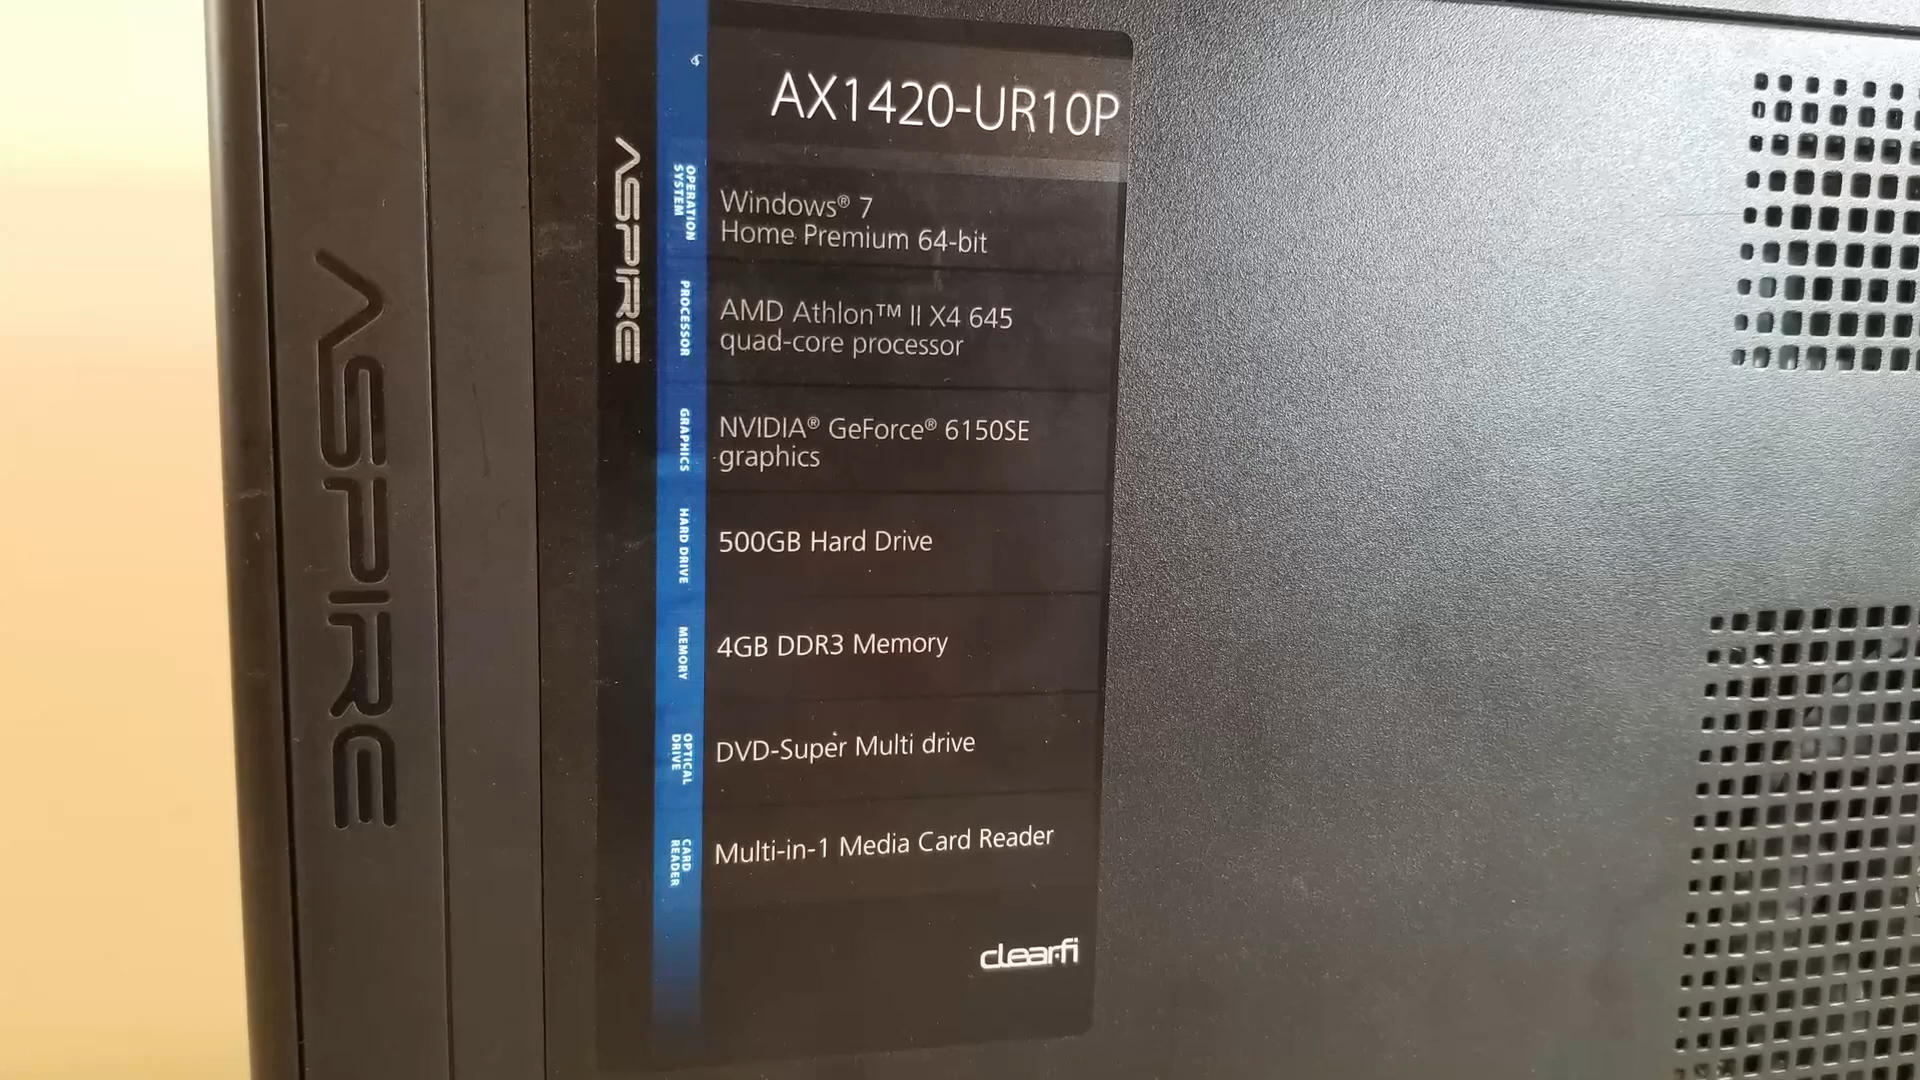 ASPIRE
ASPIRE
AX1420-UR10P
OPERATION
SYSTEM
Windows® 7
Home Premium 64-bit
PROCESSOR
AMD Athlon™ II X4 645
quad-core processor
GRAPHICS
NVIDIA® GeForce® 6150SE
graphics
HARD DRIVE
500GB Hard Drive
MEMORY
4GB DDR3 Memory
OPTICAL
DRIVE
DVD-Super Multi drive
CARD
READER
Multi-in-1 Media Card Reader
clear.fi